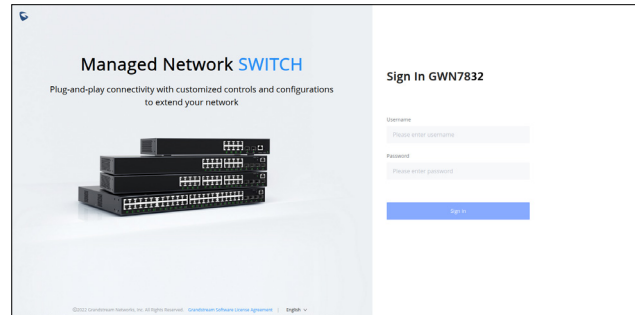 Managed Network SWITCH
Plug-and-play connectivity with customized controls and configurations
to extend your network
©2022 Grandstream Networks, Inc. All Rights Reserved. Grandstream Software License Agreement | English
Sign In GWN7832
Username
Please enter username
Password
Please enter password
Sign in